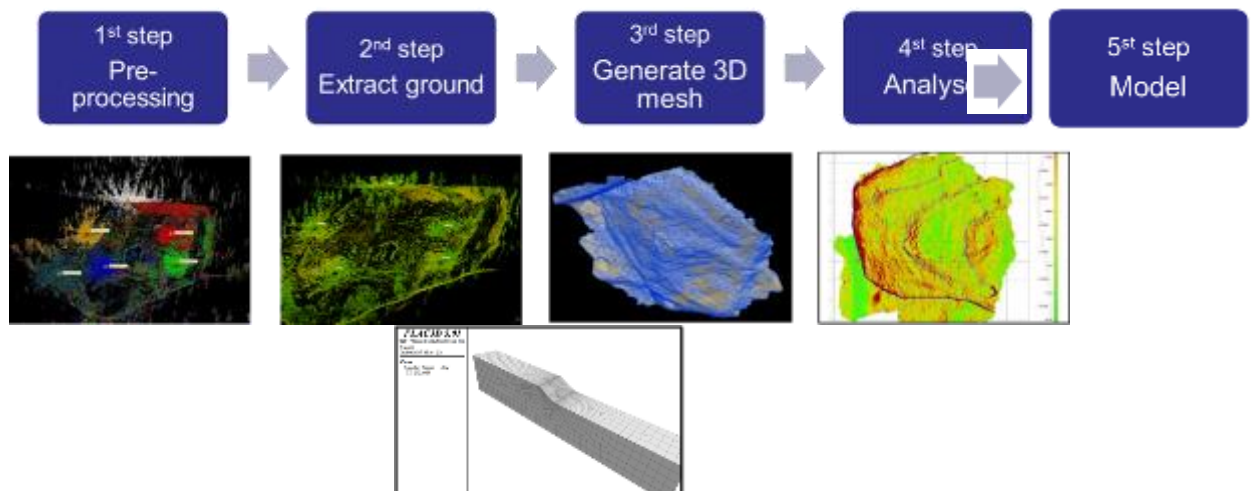 1st step
Pre-
processing
2nd step
Extract ground
3rd step
Generate 3D
mesh
4st step
Analys
5st step
Model